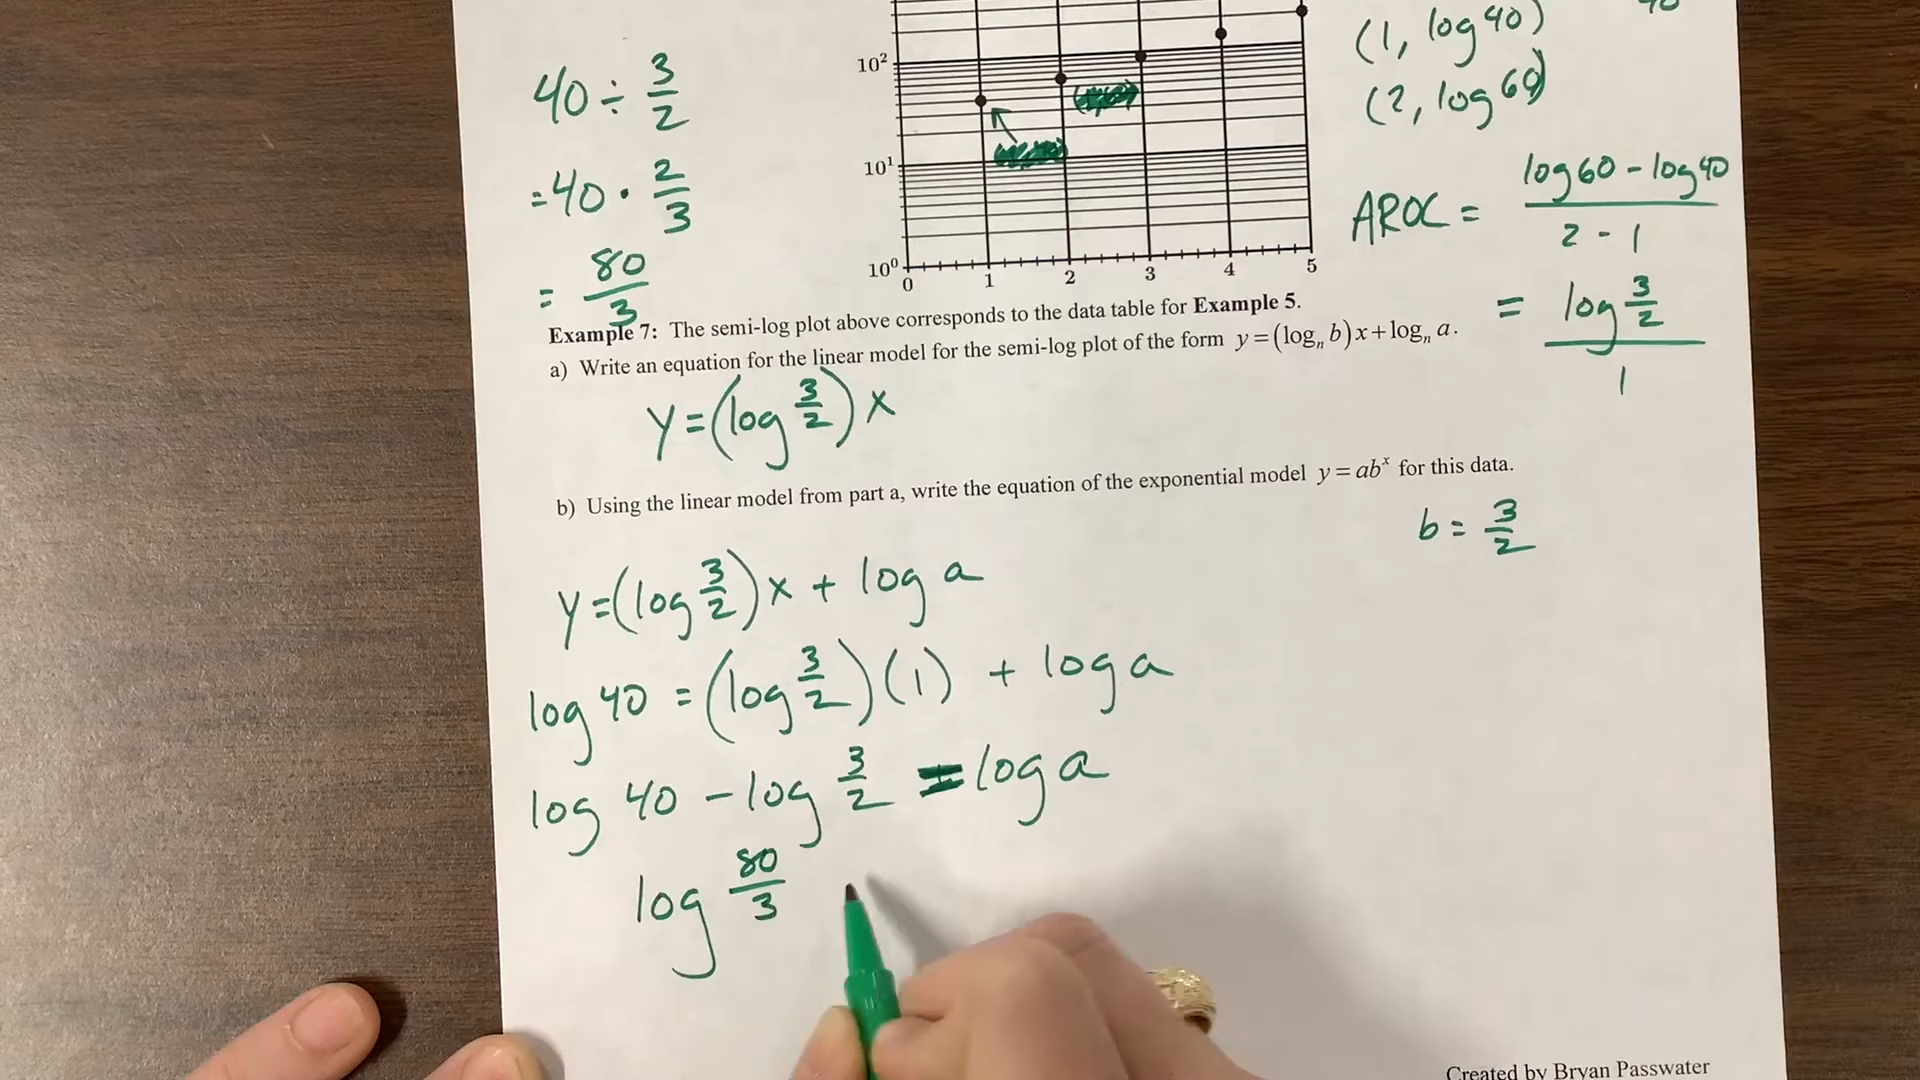 40 ÷ 3/2
= 40 · 2/3
= 80/3
10²
10¹
10⁰
0 1 2 3 4 5
(1, log 40)
(2, log 60)
AROC = (log 60 - log 40)/(2 - 1)
= (log 3/2)/1
Example 7: The semi-log plot above corresponds to the data table for Example 5.
a) Write an equation for the linear model for the semi-log plot of the form y = (logₙ b) x + logₙ a.
y = (log 3/2) x
b) Using the linear model from part a, write the equation of the exponential model y = abˣ for this data.
b = 3/2
y = (log 3/2) x + log a
log 40 = (log 3/2)(1) + log a
log 40 - log 3/2 = log a
log 80/3
Created by Bryan Passwater